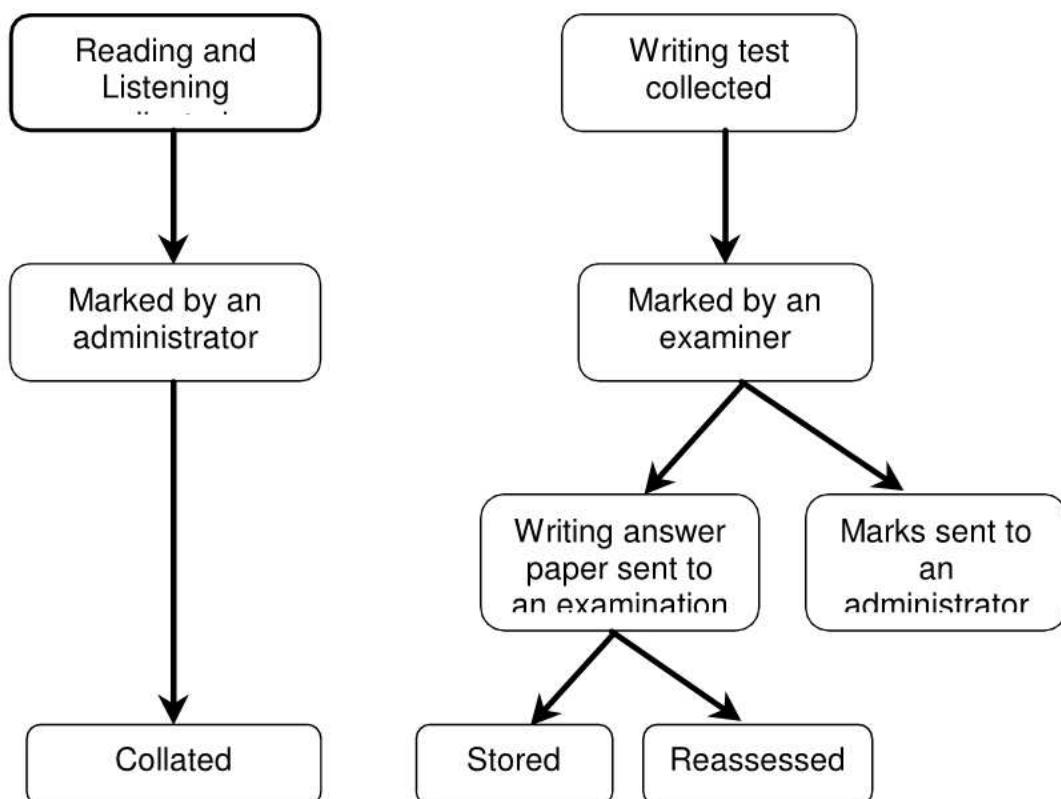 Reading and
Listening
Writing test
collected
Marked by an
administrator
Marked by an
examiner
Writing answer
paper sent to
an examination
Marks sent to
an
administrator
Collated
Stored
Reassessed